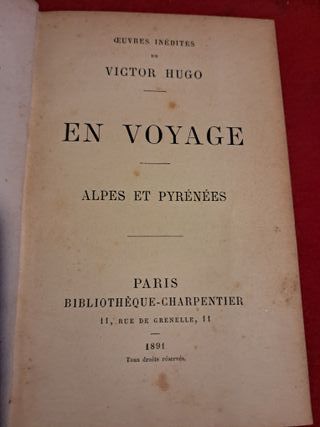 ŒUVRES INÉDITES
DE
VICTOR HUGO
EN VOYAGE
ALPES ET PYRÉNÉES
PARIS
BIBLIOTHÈQUE-CHARPENTIER
11, RUE DE GRENELLE, 11
1891
Tous droits réservés.